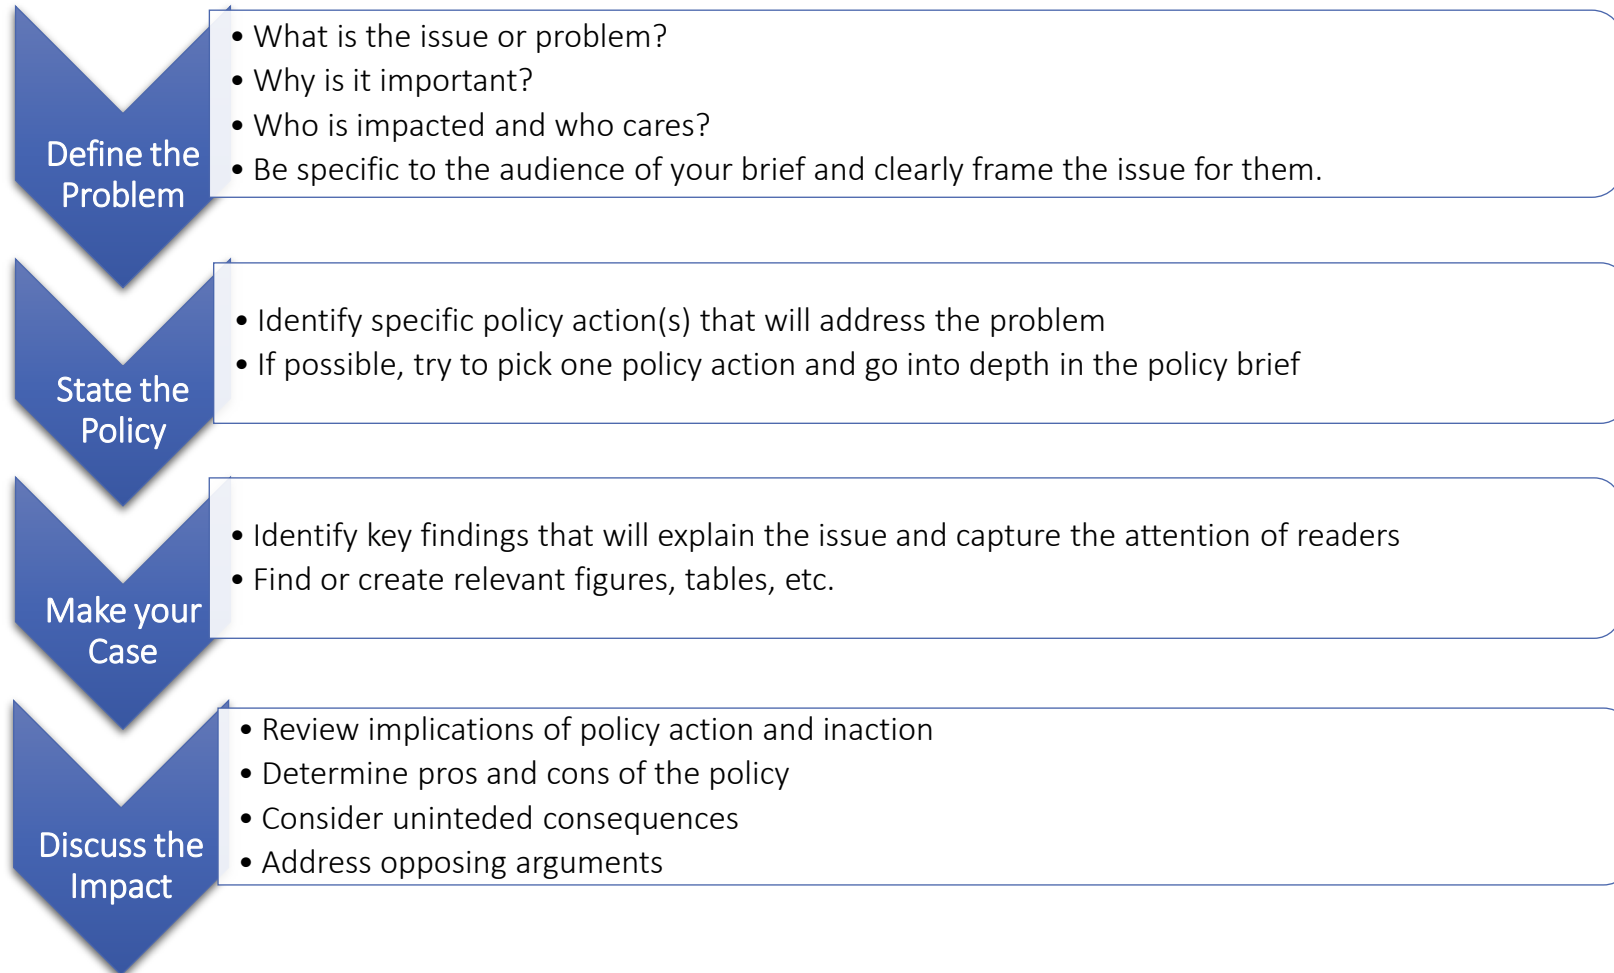 Define the
Problem
• What is the issue or problem?
• Why is it important?
• Who is impacted and who cares?
• Be specific to the audience of your brief and clearly frame the issue for them.
State the
Policy
• Identify specific policy action(s) that will address the problem
• If possible, try to pick one policy action and go into depth in the policy brief
Make your
Case
• Identify key findings that will explain the issue and capture the attention of readers
• Find or create relevant figures, tables, etc.
Discuss the
Impact
• Review implications of policy action and inaction
• Determine pros and cons of the policy
• Consider uninteded consequences
• Address opposing arguments